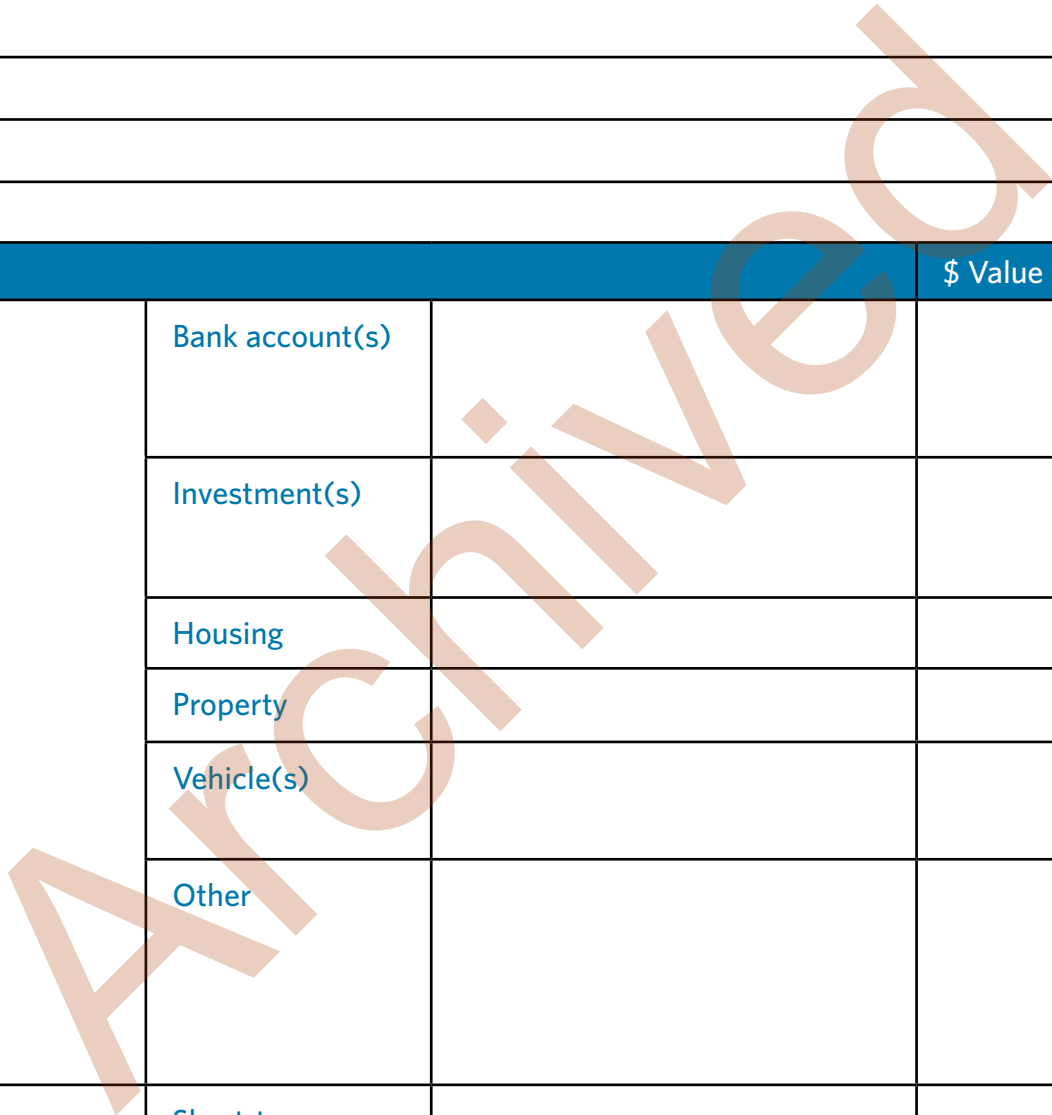 $ Value
Bank account(s)
Investment(s)
Housing
Property
Vehicle(s)
Other
Archived